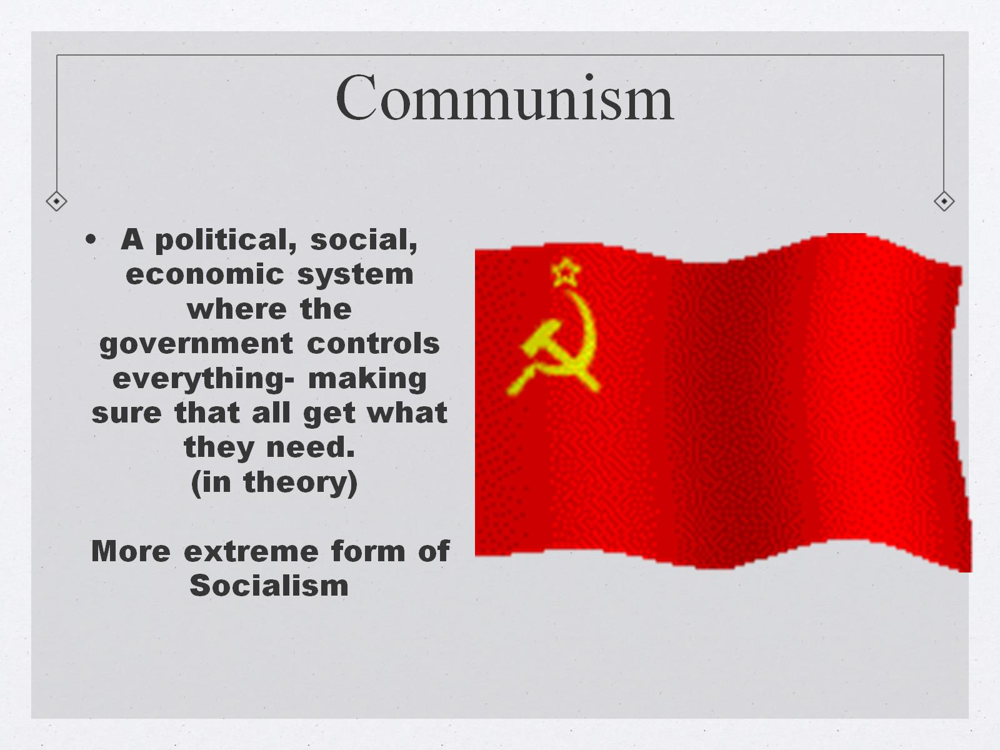 Communism
• A political, social,
economic system
where the
government controls
everything- making
sure that all get what
they need.
(in theory)
More extreme form of
Socialism